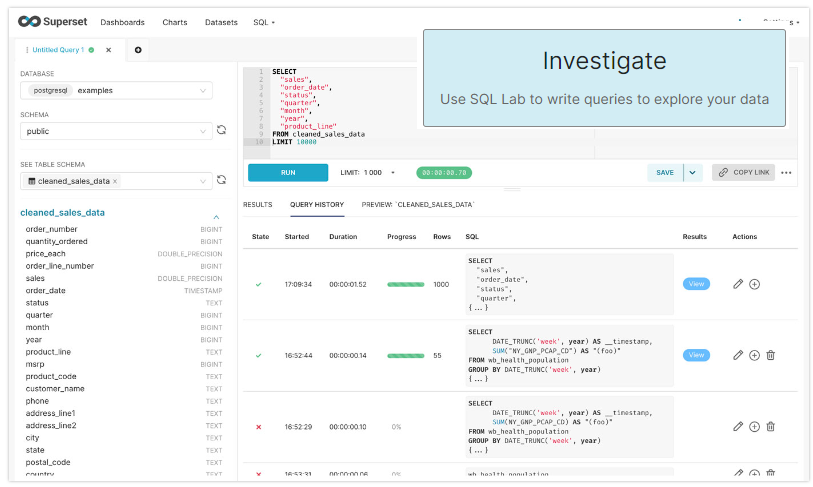 Superset
Dashboards
Charts
Datasets
SQL
Untitled Query 1
Investigate
Use SQL Lab to write queries to explore your data
DATABASE
postgresql examples
SCHEMA
public
SEE TABLE SCHEMA
cleaned_sales_data
cleaned_sales_data
order_number BIGINT
quantity_ordered BIGINT
price_each DOUBLE_PRECISION
order_line_number BIGINT
sales DOUBLE_PRECISION
order_date TIMESTAMP
status TEXT
quarter BIGINT
month BIGINT
year BIGINT
product_line TEXT
msrp BIGINT
product_code TEXT
customer_name TEXT
phone TEXT
address_line1 TEXT
address_line2 TEXT
city TEXT
state TEXT
postal_code TEXT
country TEXT
1 SELECT
2 "sales",
3 "order_date",
4 "status",
5 "quarter",
6 "month",
7 "year",
8 "product_line"
9 FROM cleaned_sales_data
10 LIMIT 10000
RUN
LIMIT: 1 000
00:00:00.70
SAVE
COPY LINK
RESULTS
QUERY HISTORY
PREVIEW: `CLEANED_SALES_DATA`
State Started Duration Progress Rows SQL Results Actions
17:09:34 00:00:01.52 1000
SELECT
"sales",
"order_date",
"status",
"quarter",
{ ... }
View
16:52:44 00:00:00.14 55
SELECT
DATE_TRUNC('week', year) AS __timestamp,
SUM("NY_GNP_PCAP_CD") AS "(foo)"
FROM wb_health_population
GROUP BY DATE_TRUNC('week', year)
{ ... }
View
16:52:29 00:00:00.10 0%
SELECT
DATE_TRUNC('week', year) AS __timestamp,
SUM(NY_GNP_PCAP_CD) AS "(foo)"
FROM wb_health_population
GROUP BY DATE_TRUNC('week', year)
{ ... }
16:53:31 00:00:00.06 0%
wb_health_population